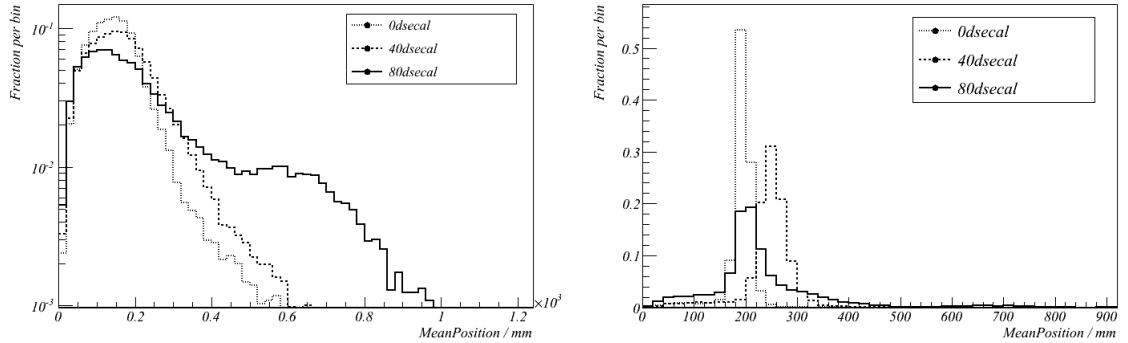 Fraction per bin
10⁻¹
10⁻²
10⁻³
0dsecal
40dsecal
80dsecal
0 0.2 0.4 0.6 0.8 1 1.2 ×10³
MeanPosition / mm
Fraction per bin
0.5
0.4
0.3
0.2
0.1
0
0dsecal
40dsecal
80dsecal
0 100 200 300 400 500 600 700 800 900
MeanPosition / mm